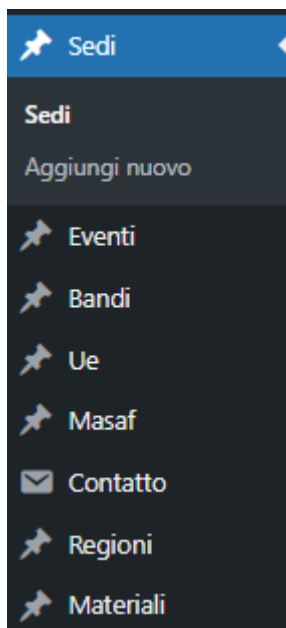 Sedi
Sedi
Aggiungi nuovo
Eventi
Bandi
Ue
Masaf
Contatto
Regioni
Materiali